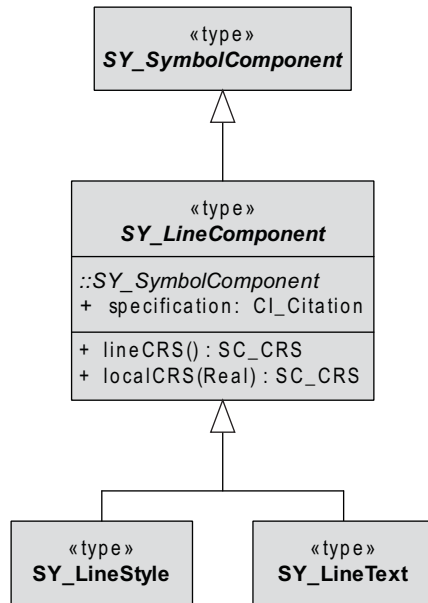 «type»
SY_SymbolComponent
«type»
SY_LineComponent
::SY_SymbolComponent
+ specification: CI_Citation
+ lineCRS() : SC_CRS
+ localCRS(Real) : SC_CRS
«type»
SY_LineStyle
«type»
SY_LineText